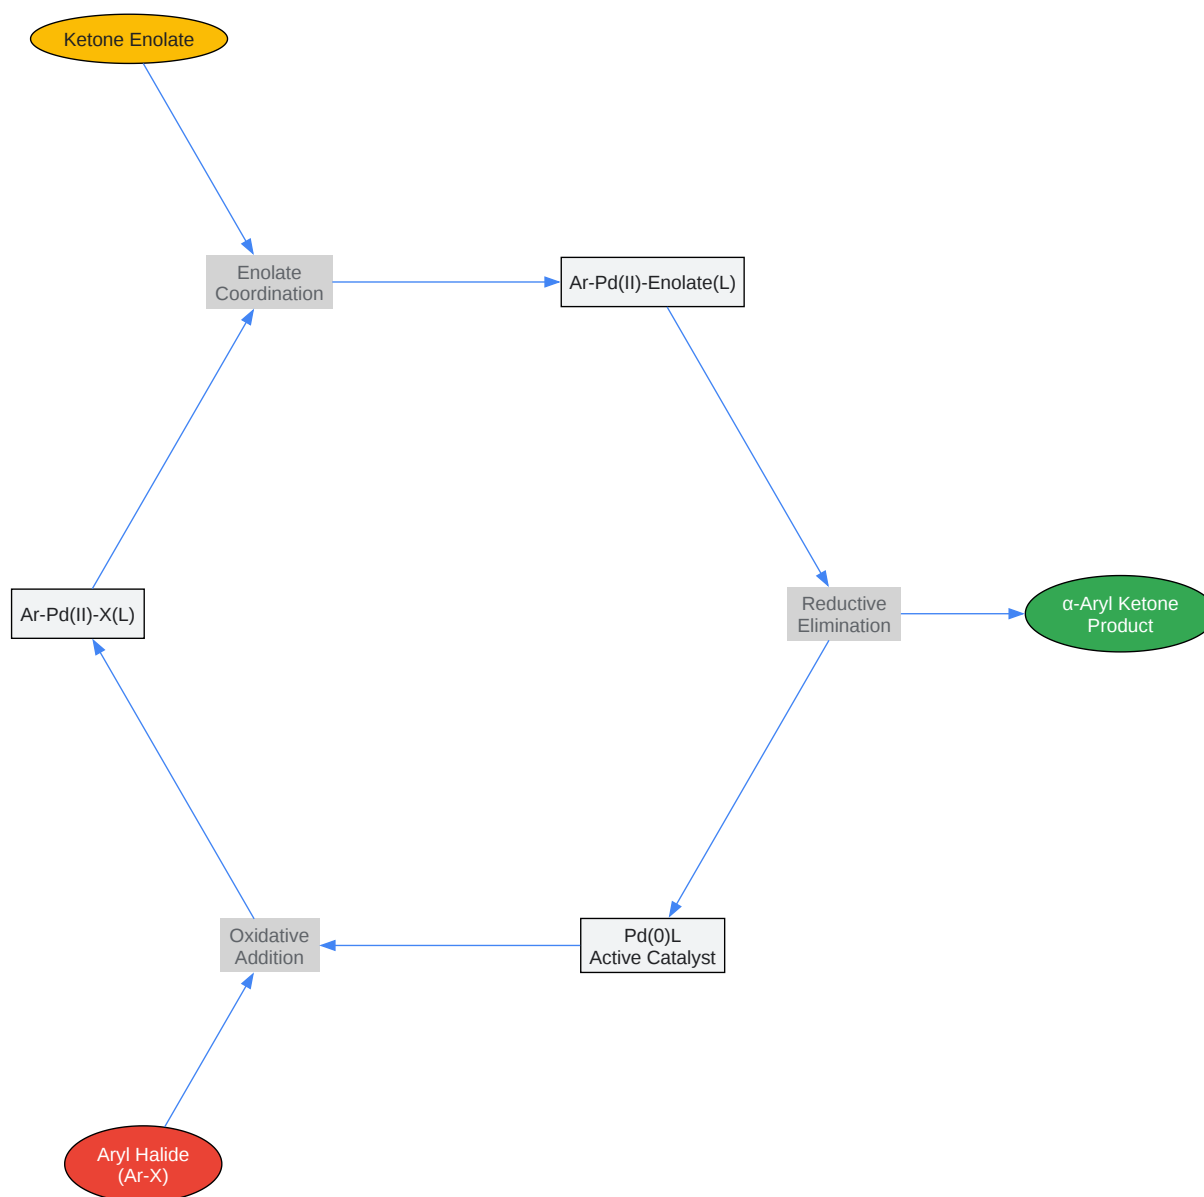 Ketone Enolate
Enolate
Coordination
Ar-Pd(II)-Enolate(L)
Ar-Pd(II)-X(L)
Reductive
Elimination
α-Aryl Ketone
Product
Oxidative
Addition
Pd(0)L
Active Catalyst
Aryl Halide
(Ar-X)